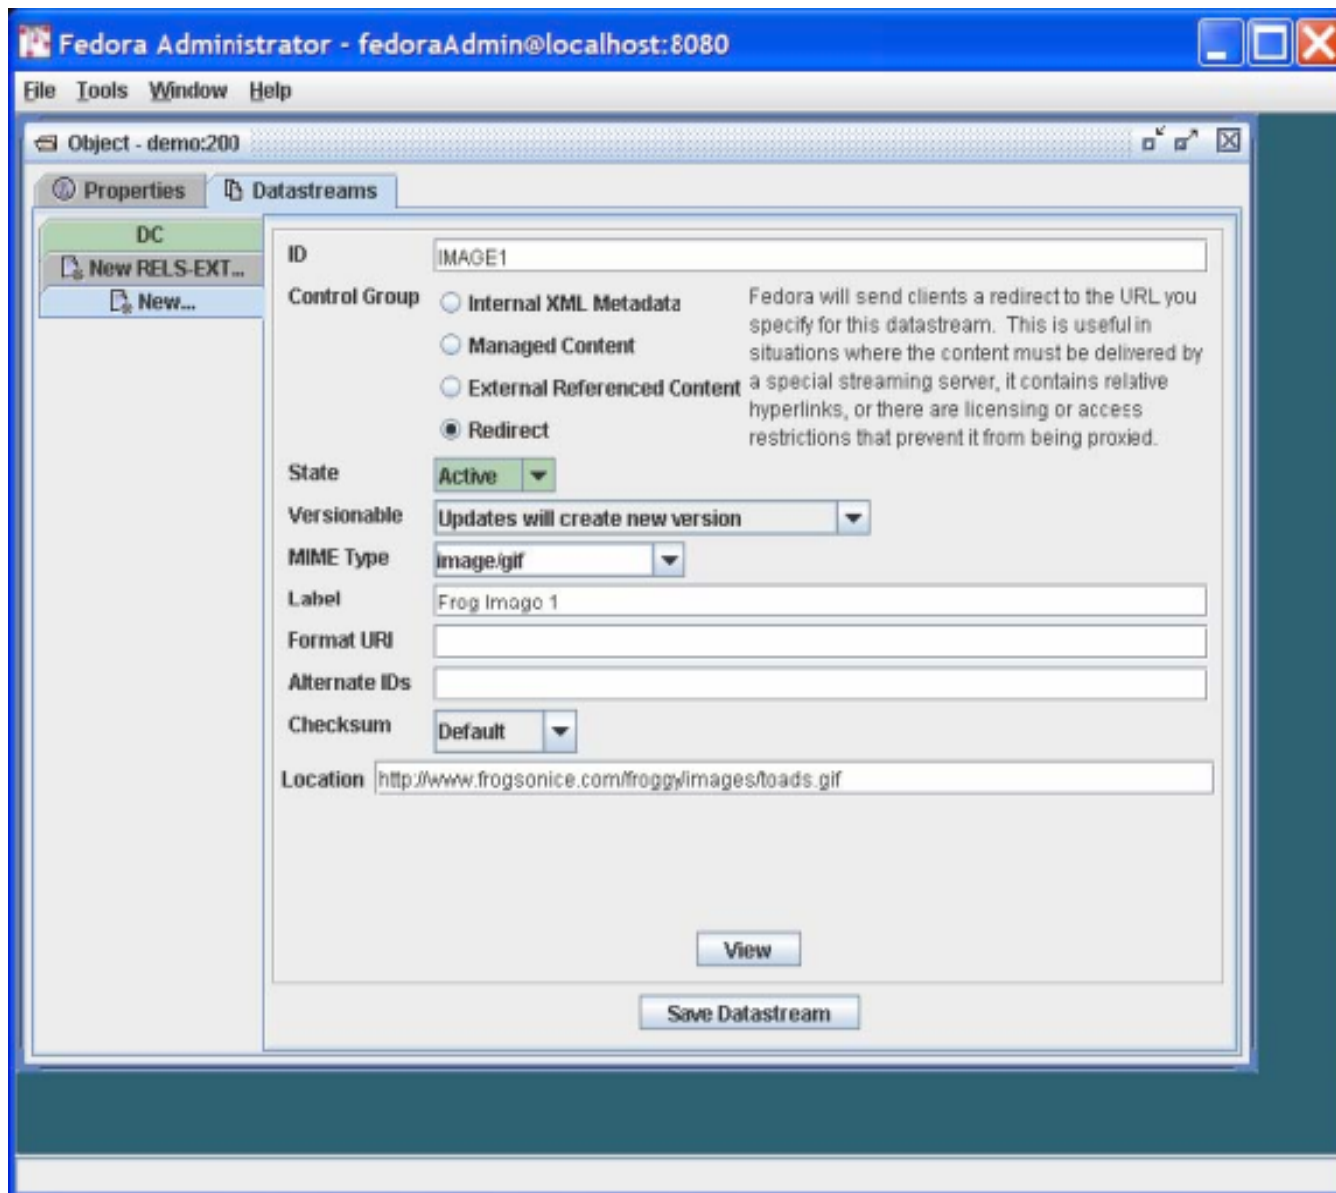 Fedora Administrator - fedoraAdmin@localhost:8080
File Tools Window Help
Object - demo:200
Properties Datastreams
DC
New RELS-EXT...
New...
ID IMAGE1
Control Group
Internal XML Metadata
Managed Content
External Referenced Content
Redirect
Fedora will send clients a redirect to the URL you
specify for this datastream. This is useful in
situations where the content must be delivered by
a special streaming server, it contains relative
hyperlinks, or there are licensing or access
restrictions that prevent it from being proxied.
State Active
Versionable Updates will create new version
MIME Type image/gif
Label Frog Image 1
Format URI
Alternate IDs
Checksum Default
Location http://www.frogsonice.com/froggy/images/toads.gif
View
Save Datastream